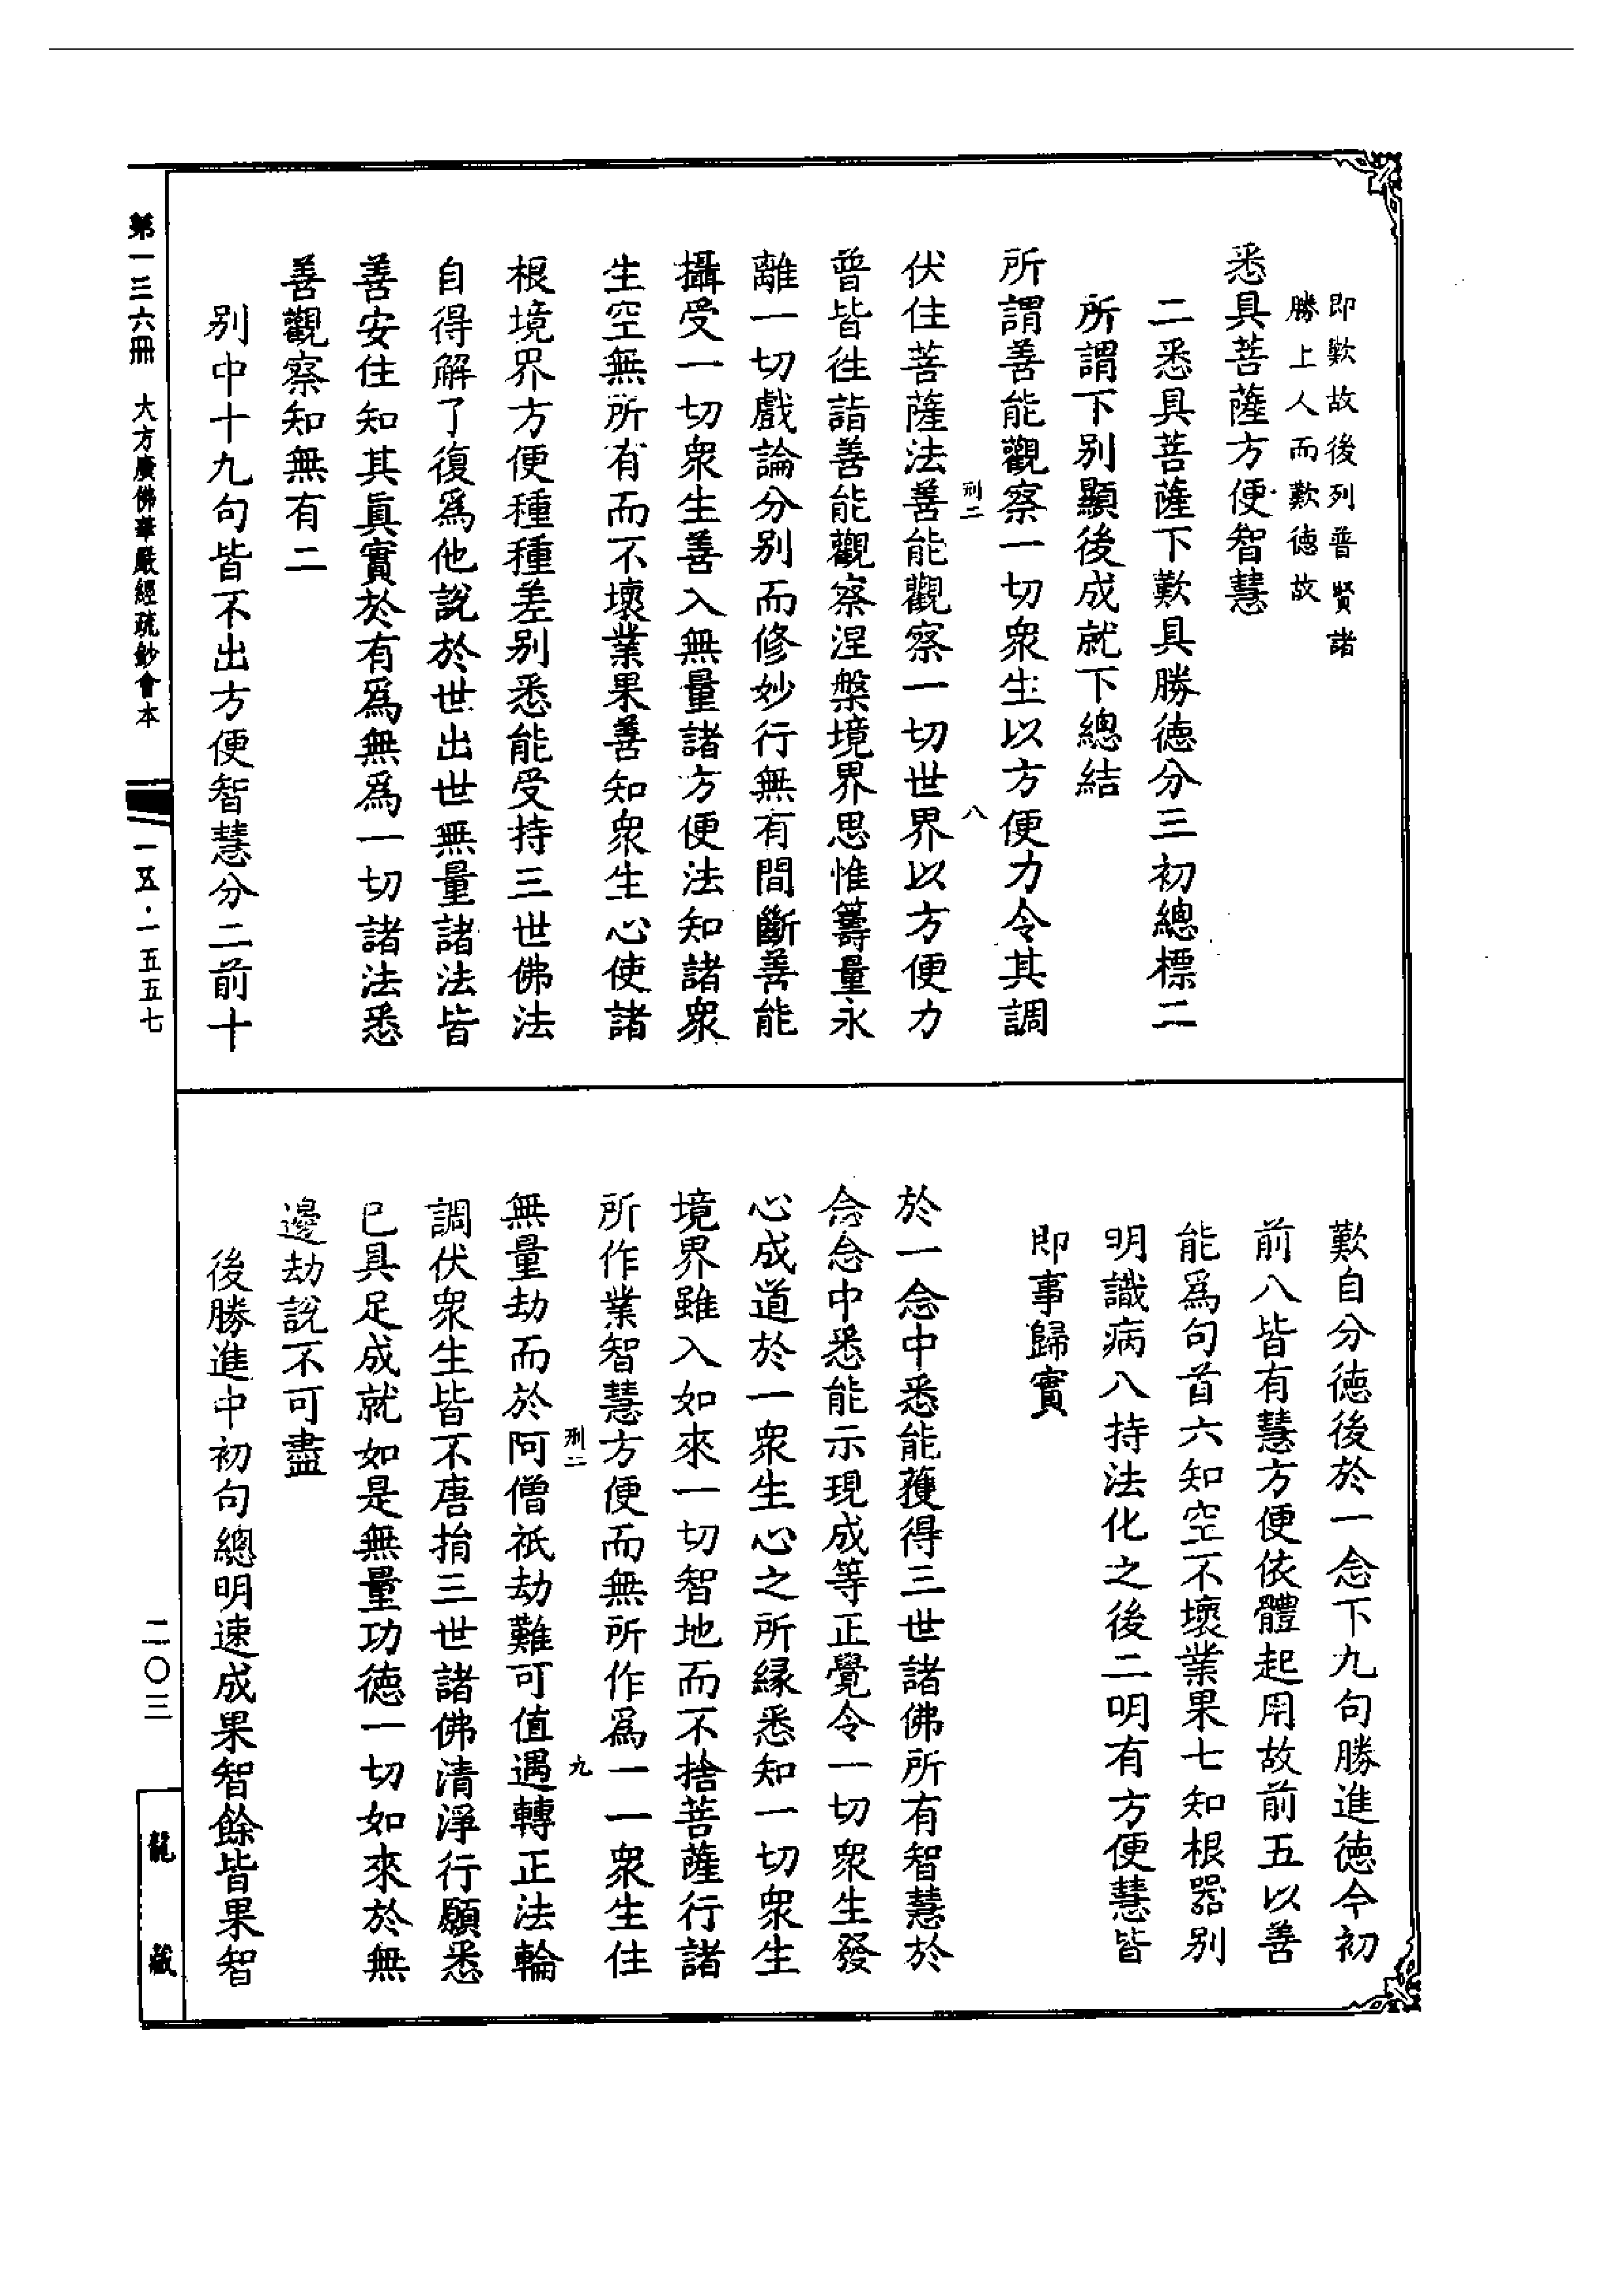 即歎故後列普賢諸
勝上人而歎德故
悉具菩薩方便智慧
二悉具菩薩下歎具勝德分三初總標二
所謂下別顯後成就下總結
所謂善能觀察一切衆生以方便力令其調
刑二
八
伏住菩薩法善能觀察一切世界以方便力
普皆徃詣善能觀察涅槃境界思惟籌量永
離一切戲論分别而修妙行無有間斷善能
攝受一切衆生善入無量諸方便法知諸衆
生空無所有而不壞業果善知衆生心使諸
根境界方便種種差别悉能受持三世佛法
自得解了復爲他說於世出世無量諸法皆
善安住知其眞實於有爲無爲一切諸法悉
善觀察知無有二
别中十九句皆不出方便智慧分二前十
歎自分德後於一念下九句勝進德今初
前八皆有慧方便依體起用故前五以善
能爲句首六知空不壞業果七知根器别
明識病八持法化之後二明有方便慧皆
即事歸實
於一念中悉能獲得三世諸佛所有智慧於
念念中悉能示現成等正覺令一切衆生發
心成道於一衆生心之所緣悉知一切衆生
境界雖入如來一切智地而不捨菩薩行諸
所作業智慧方便而無所作爲一一衆生住
刑二
九
無量劫而於阿僧祇劫難可值遇轉正法輪
調伏衆生皆不唐捐三世諸佛清淨行願悉
已具足成就如是無量功德一切如來於無
邊劫說不可盡
後勝進中初句總明速成果智餘皆果智
第一三六冊 大方廣佛華嚴經疏鈔會本
一五·一五五七
二〇三
龍藏